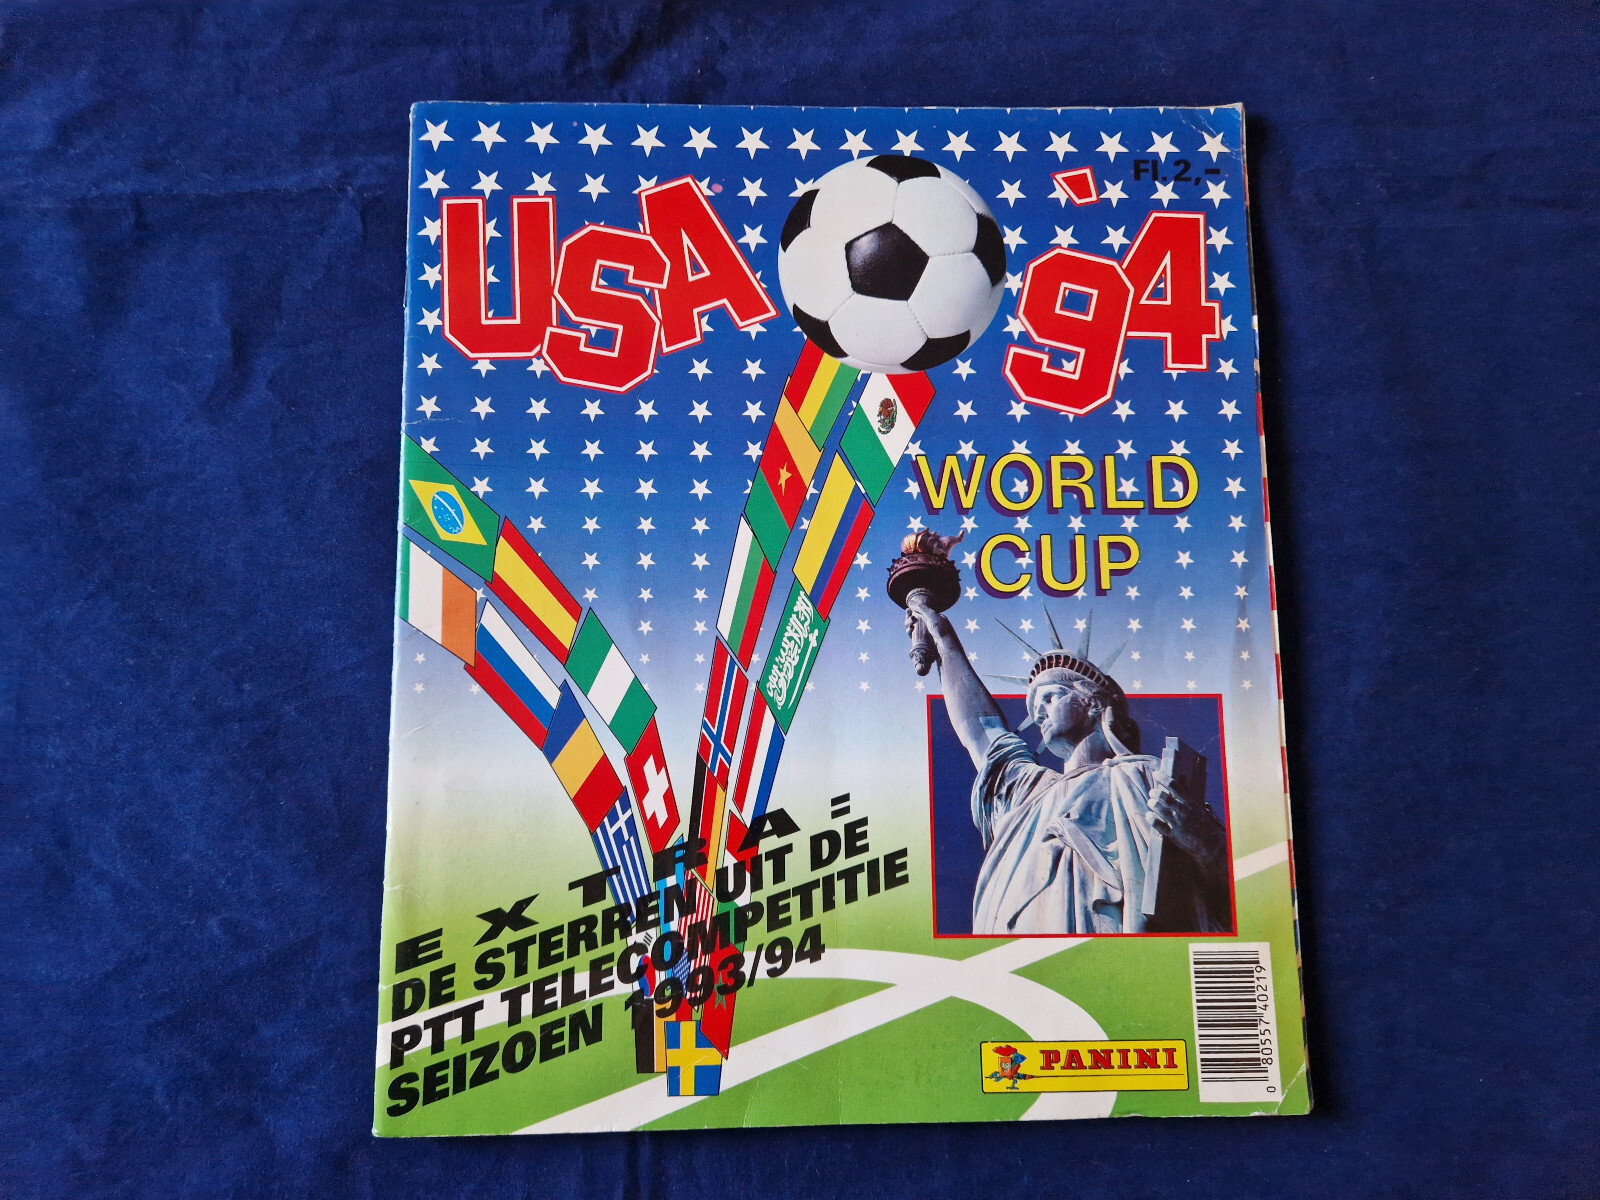 Fl. 2,-
USA '94
WORLD
CUP
EXTRA =
DE STERREN UIT DE
PTT TELECOMPETITIE
SEIZOEN 1993/94
PANINI
0 80557 40219